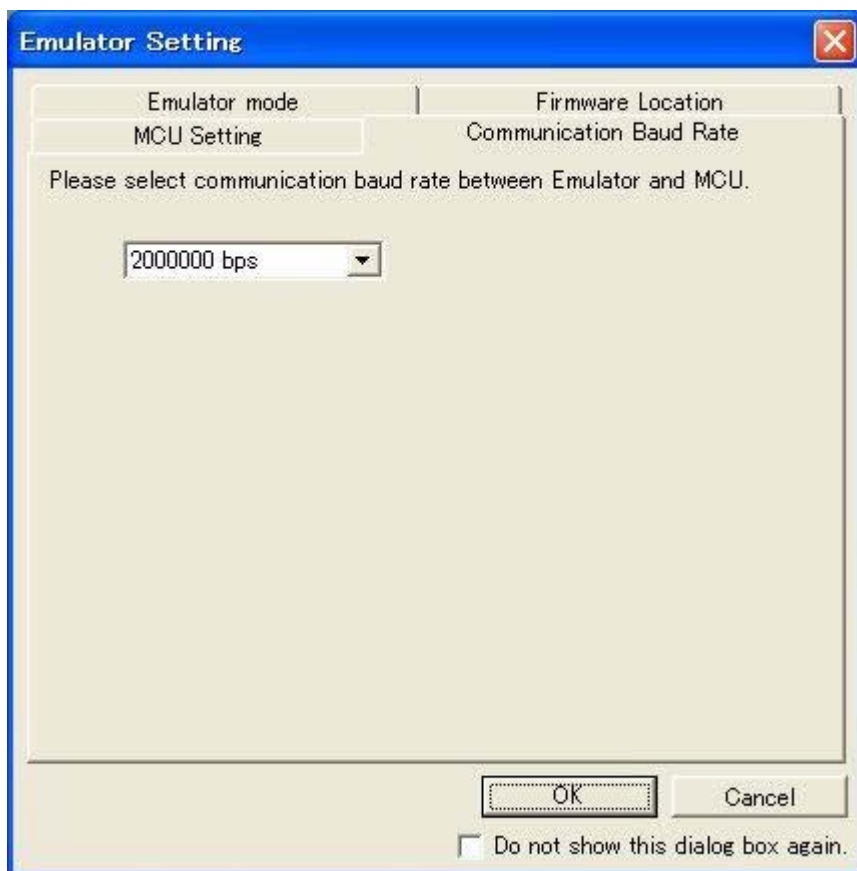 Emulator Setting
Emulator mode
Firmware Location
MCU Setting
Communication Baud Rate
Please select communication baud rate between Emulator and MCU.
2000000 bps
OK
Cancel
Do not show this dialog box again.